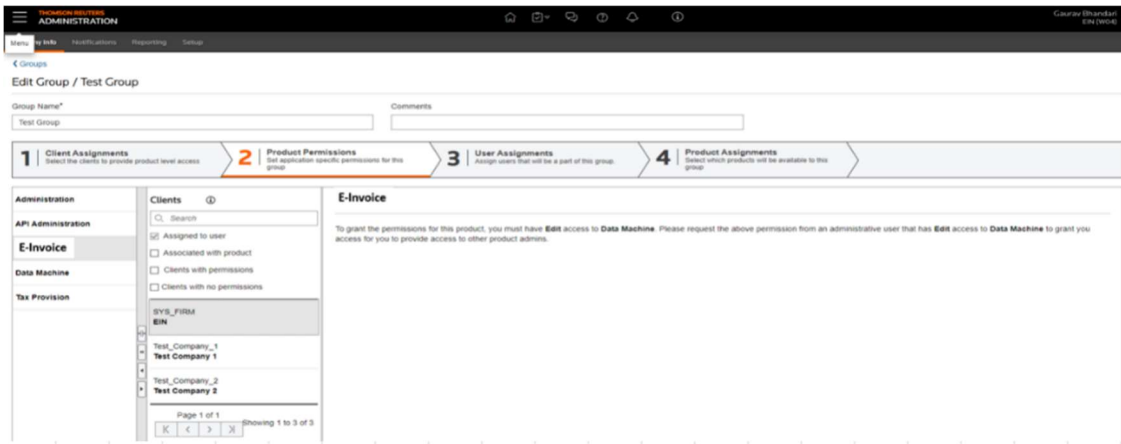 THOMSON REUTERS
ADMINISTRATION
Gaurav Bhandari
EIN (W04)
Menu
ny Info Notifications Reporting Setup
Groups
Edit Group / Test Group
Group Name*
Comments
Test Group
1 Client Assignments
Select the clients to provide product level access
2 Product Permissions
Set application specific permissions for this
group
3 User Assignments
Assign users that will be a part of this group.
4 Product Assignments
Select which products will be available to this
group
Administration
API Administration
E-Invoice
Data Machine
Tax Provision
Clients
Search
Assigned to user
Associated with product
Clients with permissions
Clients with no permissions
SYS_FIRM
EIN
Test_Company_1
Test Company 1
Test_Company_2
Test Company 2
Page 1 of 1
Showing 1 to 3 of 3
E-Invoice
To grant the permissions for this product, you must have Edit access to Data Machine. Please request the above permission from an administrative user that has Edit access to Data Machine to grant you
access for you to provide access to other product admins.